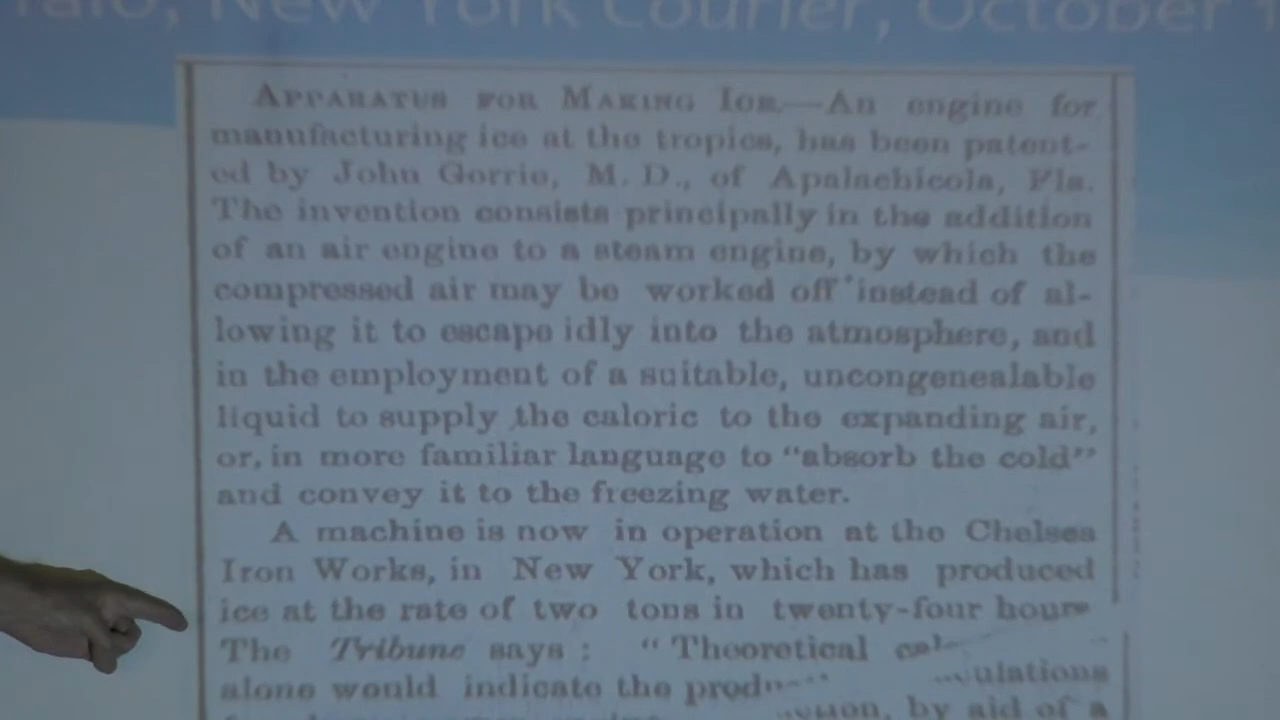 New York Courier, October 1
APPARATUS FOR MAKING ICE.—An engine for
manufacturing ice at the tropics, has been patent-
ed by John Gorrie, M. D., of Apalachicola, Fla.
The invention consists principally in the addition
of an air engine to a steam engine, by which the
compressed air may be worked off instead of al-
lowing it to escape idly into the atmosphere, and
in the employment of a suitable, uncongenealable
liquid to supply the caloric to the expanding air,
or, in more familiar language to "absorb the cold"
and convey it to the freezing water.
A machine is now in operation at the Chelsea
Iron Works, in New York, which has produced
ice at the rate of two tons in twenty-four hours
The Tribune says: "Theoretical
alone would indicate the
by aid of a